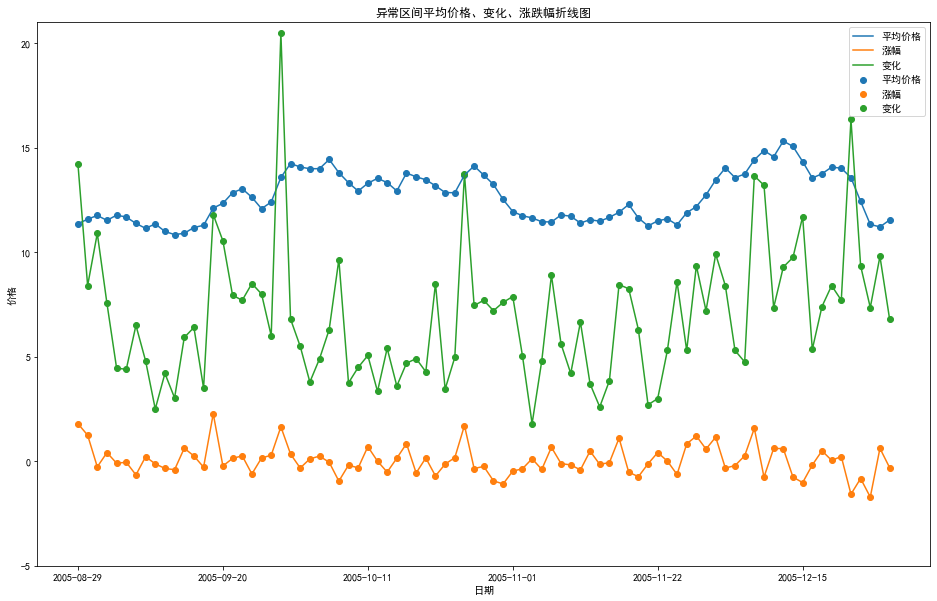 异常区间平均价格、变化、涨跌幅折线图
平均价格
涨幅
变化
平均价格
涨幅
变化
20
15
10
5
0
-5
价格
2005-08-29
2005-09-20
2005-10-11
2005-11-01
2005-11-22
2005-12-15
日期